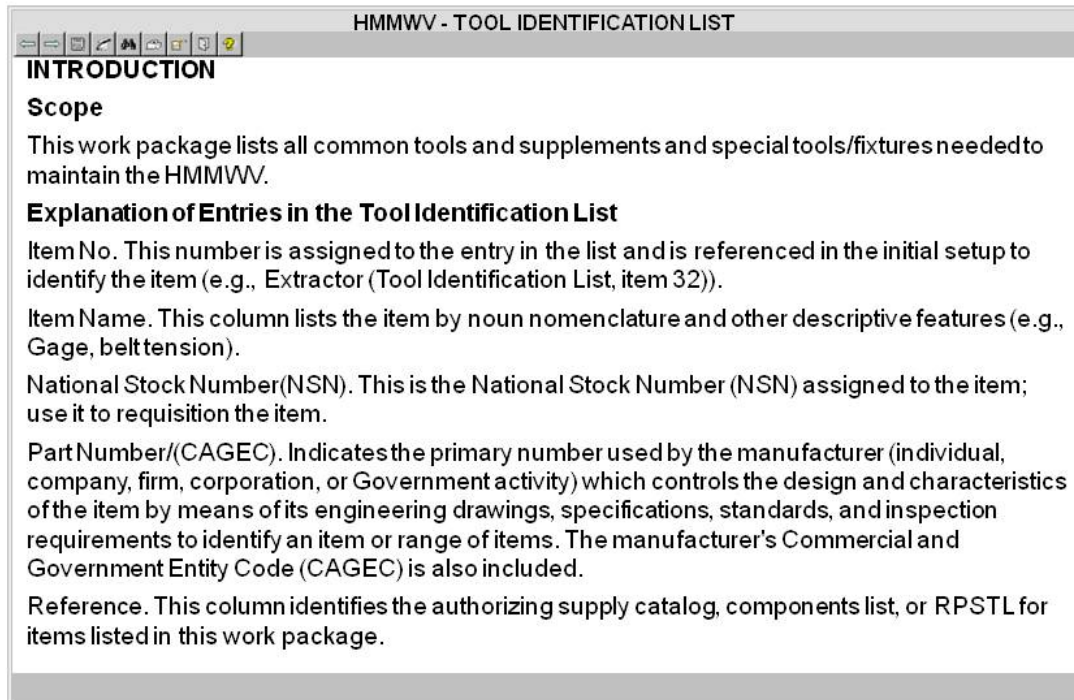 HMMWV - TOOL IDENTIFICATION LIST
INTRODUCTION
Scope
This work package lists all common tools and supplements and special tools/fixtures needed to
maintain the HMMWV.
Explanation of Entries in the Tool Identification List
Item No. This number is assigned to the entry in the list and is referenced in the initial setup to
identify the item (e.g., Extractor (Tool Identification List, item 32)).
Item Name. This column lists the item by noun nomenclature and other descriptive features (e.g.,
Gage, belt tension).
National Stock Number(NSN). This is the National Stock Number (NSN) assigned to the item;
use it to requisition the item.
Part Number/(CAGEC). Indicates the primary number used by the manufacturer (individual,
company, firm, corporation, or Government activity) which controls the design and characteristics
of the item by means of its engineering drawings, specifications, standards, and inspection
requirements to identify an item or range of items. The manufacturer's Commercial and
Government Entity Code (CAGEC) is also included.
Reference. This column identifies the authorizing supply catalog, components list, or RPSTL for
items listed in this work package.